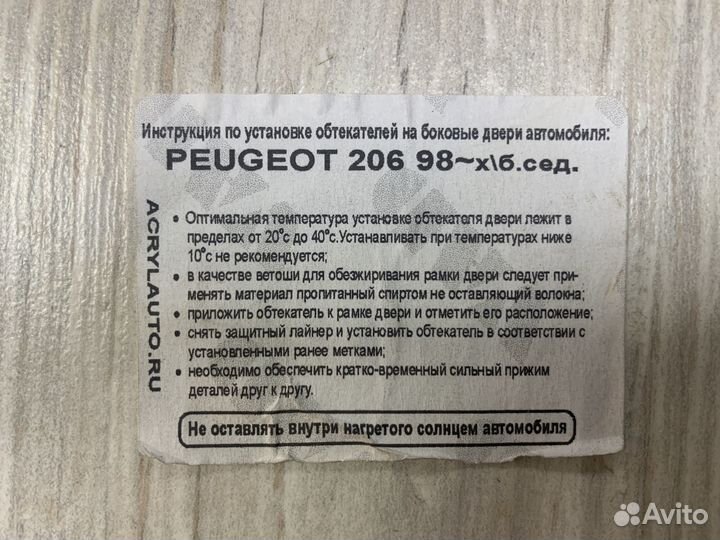 Инструкция по установке обтекателей на боковые двери автомобиля:
PEUGEOT 206 98~х\б.сед.
ACRYLAUTO.RU
• Оптимальная температура установке обтекателя двери лежит в
пределах от 20°с до 40°с.Устанавливать при температурах ниже
10°с не рекомендуется;
• в качестве ветоши для обезжиривания рамки двери следует при-
менять материал пропитанный спиртом не оставляющий волокна;
• приложить обтекатель к рамке двери и отметить его расположение;
• снять защитный лайнер и установить обтекатель в соответствии с
установленными ранее метками;
• необходимо обеспечить кратко-временный сильный прижим
деталей друг к другу.
Не оставлять внутри нагретого солнцем автомобиля
Avito